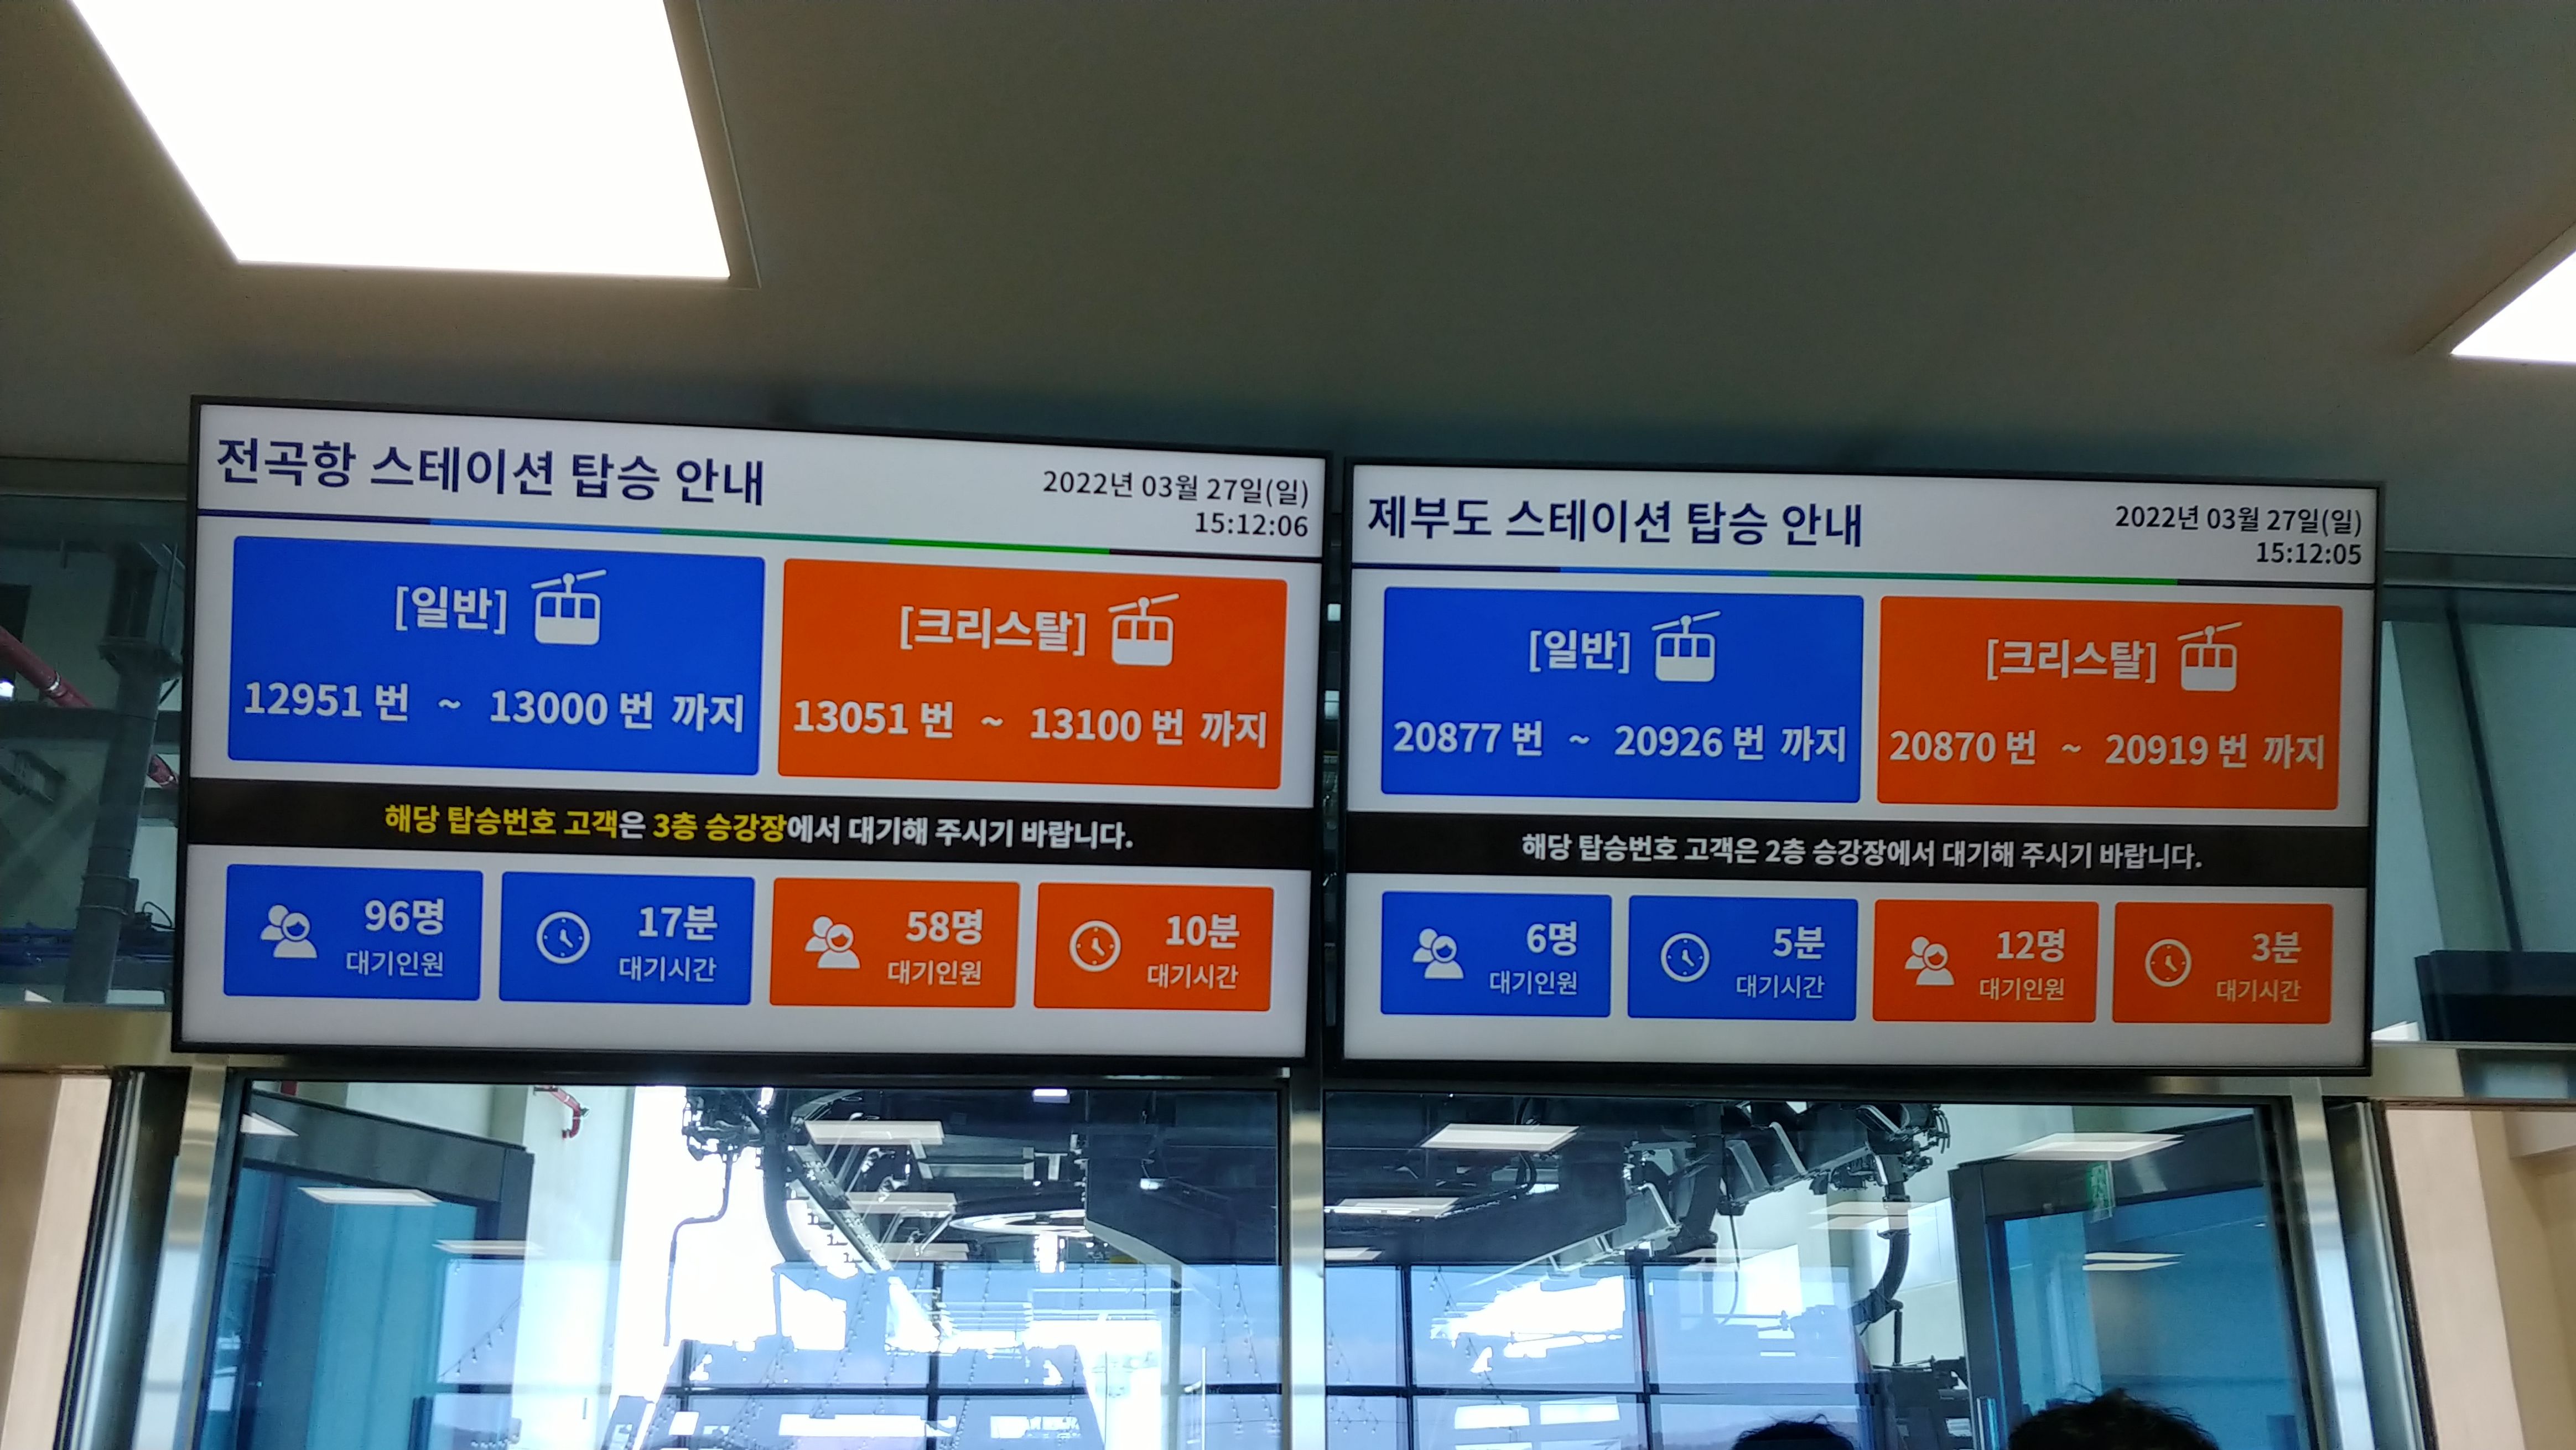 전곡항 스테이션 탑승 안내
2022년 03월 27일(일)
15:12:06
[일반]
12951 번 ~ 13000 번 까지
[크리스탈]
13051 번 ~ 13100 번 까지
해당 탑승번호 고객은 3층 승강장에서 대기해 주시기 바랍니다.
96명
대기인원
17분
대기시간
58명
대기인원
10분
대기시간
제부도 스테이션 탑승 안내
2022년 03월 27일(일)
15:12:05
[일반]
20877 번 ~ 20926 번 까지
[크리스탈]
20870 번 ~ 20919 번 까지
해당 탑승번호 고객은 2층 승강장에서 대기해 주시기 바랍니다.
6명
대기인원
5분
대기시간
12명
대기인원
3분
대기시간